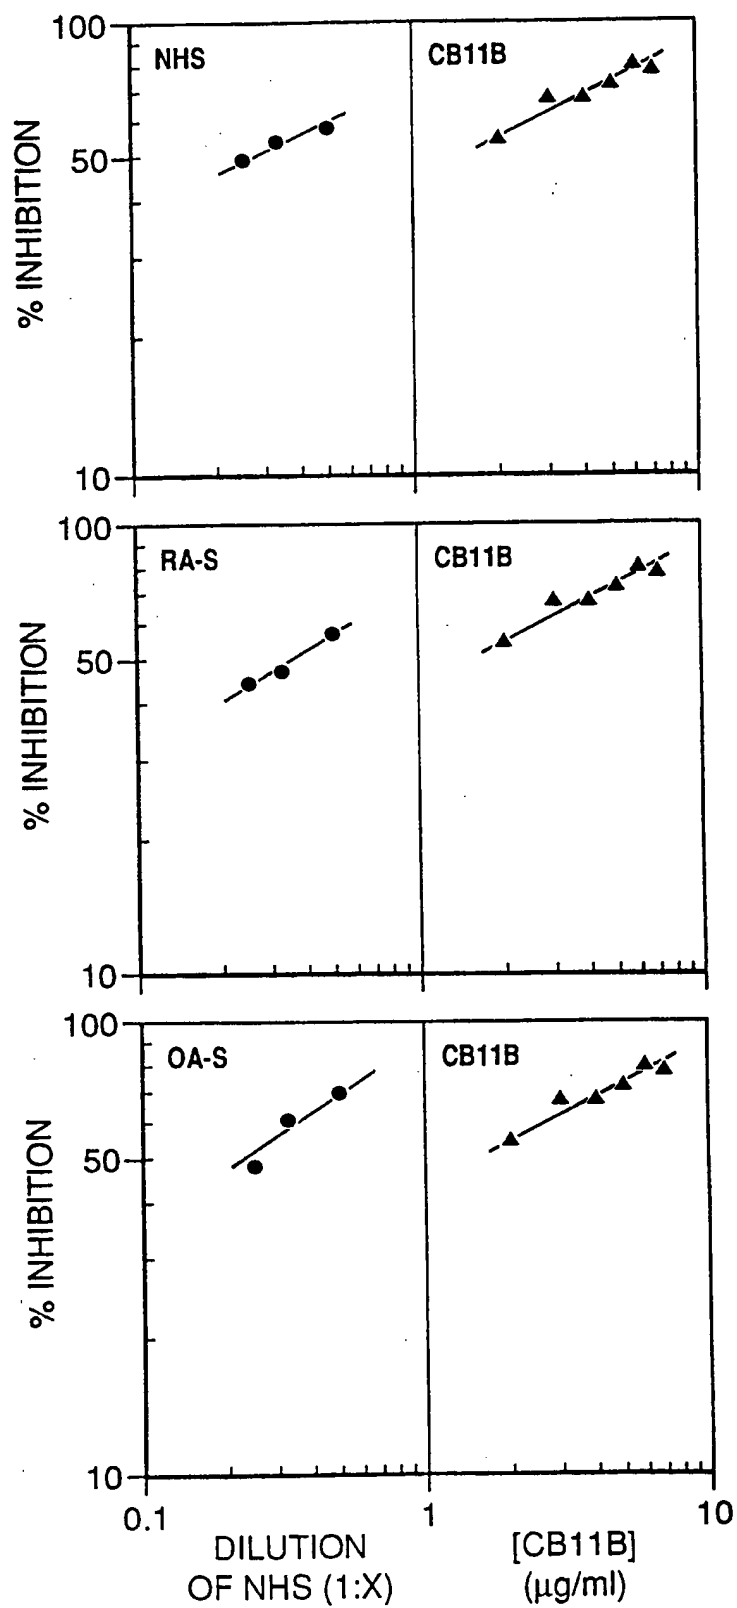 100
NHS
CB11B
50
% INHIBITION
10
100
RA-S
CB11B
50
% INHIBITION
10
100
OA-S
CB11B
50
% INHIBITION
10
0.1
1
10
DILUTION
OF NHS (1:X)
[CB11B]
(μg/ml)